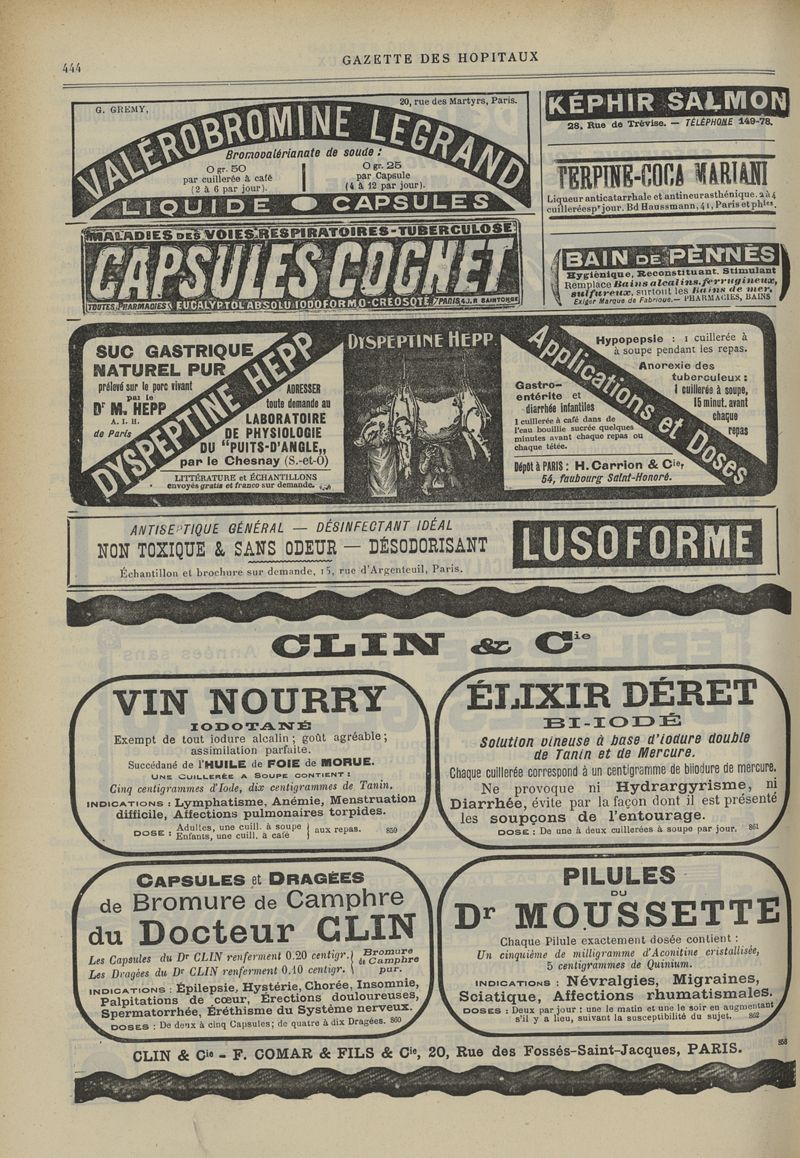 444
GAZETTE DES HOPITAUX
G. GREMY,
20, rue des Martyrs, Paris.
VALÉROBROMINE LEGRAND
Bromovalérianate de soude :
0 gr. 50
par cuillerée à café
(2 à 6 par jour).
0 gr. 25
par Capsule
(4 à 12 par jour).
LIQUIDE CAPSULES
MALADIES DES VOIES RESPIRATOIRES - TUBERCULOSE
CAPSULES COGNET
TOUTES PHARMACIES EUCALYPTOL ABSOLU IODOFORMO-CRÉOSOTÉ PARIS, 4, J. R SAINTONGE
KÉPHIR SALMON
28, Rue de Trévise. — TÉLÉPHONE 149-78.
TERPINE-COCA MARIANI
Liqueur anticatarrhale et antineurasthénique. 2 à 4
cuillerées pr jour. Bd Haussmann, 41, Paris et phies.
BAIN DE PENNÈS
Hygiénique, Reconstituant. Stimulant
Remplace Bains alcalins, ferrugineux,
sulfureux, surtout les Bains de mer.
Exiger Marque de Fabrique. — PHARMACIES, BAINS
SUC GASTRIQUE
NATUREL PUR
prélevé sur le porc vivant
par le
Dr M. HEPP
A. I. H.
de Paris
DYSPEPTINE HEPP
ADRESSER
toute demande au
LABORATOIRE
DE PHYSIOLOGIE
DU "PUITS-D'ANGLE„
par le Chesnay (S.-et-O)
LITTÉRATURE et ÉCHANTILLONS
envoyés gratis et franco sur demande.
DYSPEPTINE HEPP
Applications et Doses
Hypopepsie : 1 cuillerée à
à soupe pendant les repas.
Anorexie des
tuberculeux :
1 cuillerée à soupe,
15 minut. avant
chaque
repas
Gastro-
entérite et
diarrhée infantiles
1 cuillerée à café dans de
l'eau bouillie sucrée quelques
minutes avant chaque repas ou
chaque tétée.
Dépôt à PARIS : H. Carrion & Cie,
54, faubourg Saint-Honoré.
ANTISEPTIQUE GÉNÉRAL — DÉSINFECTANT IDÉAL
NON TOXIQUE & SANS ODEUR — DÉSODORISANT
Échantillon et brochure sur demande, 15, rue d'Argenteuil, Paris.
LUSOFORME
CLIN & Cie
VIN NOURRY
IODOTANÉ
Exempt de tout iodure alcalin ; goût agréable ;
assimilation parfaite.
Succédané de l'HUILE de FOIE de MORUE.
UNE CUILLERÉE A SOUPE CONTIENT :
Cinq centigrammes d'Iode, dix centigrammes de Tanin.
INDICATIONS : Lymphatisme, Anémie, Menstruation
difficile, Affections pulmonaires torpides.
DOSE : Adultes, une cuill. à soupe } aux repas. 859
Enfants, une cuill. à café
ÉLIXIR DÉRET
BI-IODÉ
Solution vineuse à base d'iodure double
de Tanin et de Mercure.
Chaque cuillerée correspond à un centigramme de biiodure de mercure.
Ne provoque ni Hydrargyrisme, ni
Diarrhée, évite par la façon dont il est présenté
les soupçons de l'entourage.
DOSE : De une à deux cuillerées à soupe par jour. 861
CAPSULES et DRAGÉES
de Bromure de Camphre
du Docteur CLIN
Les Capsules du Dr CLIN renferment 0.20 centigr. } Bromure
de Camphre
Les Dragées du Dr CLIN renferment 0.10 centigr. } pur.
INDICATIONS : Épilepsie, Hystérie, Chorée, Insomnie,
Palpitations de cœur, Érections douloureuses,
Spermatorrhée, Éréthisme du Système nerveux.
DOSES : De deux à cinq Capsules; de quatre à dix Dragées. 860
PILULES
DU
Dr MOUSSETTE
Chaque Pilule exactement dosée contient :
Un cinquième de milligramme d'Aconitine cristallisée,
5 centigrammes de Quinium.
INDICATIONS : Névralgies, Migraines,
Sciatique, Affections rhumatismales.
DOSES : Deux par jour : une le matin et une le soir en augmentant
s'il y a lieu, suivant la susceptibilité du sujet. 862
CLIN & Cie - F. COMAR & FILS & Cie, 20, Rue des Fossés-Saint-Jacques, PARIS. 858